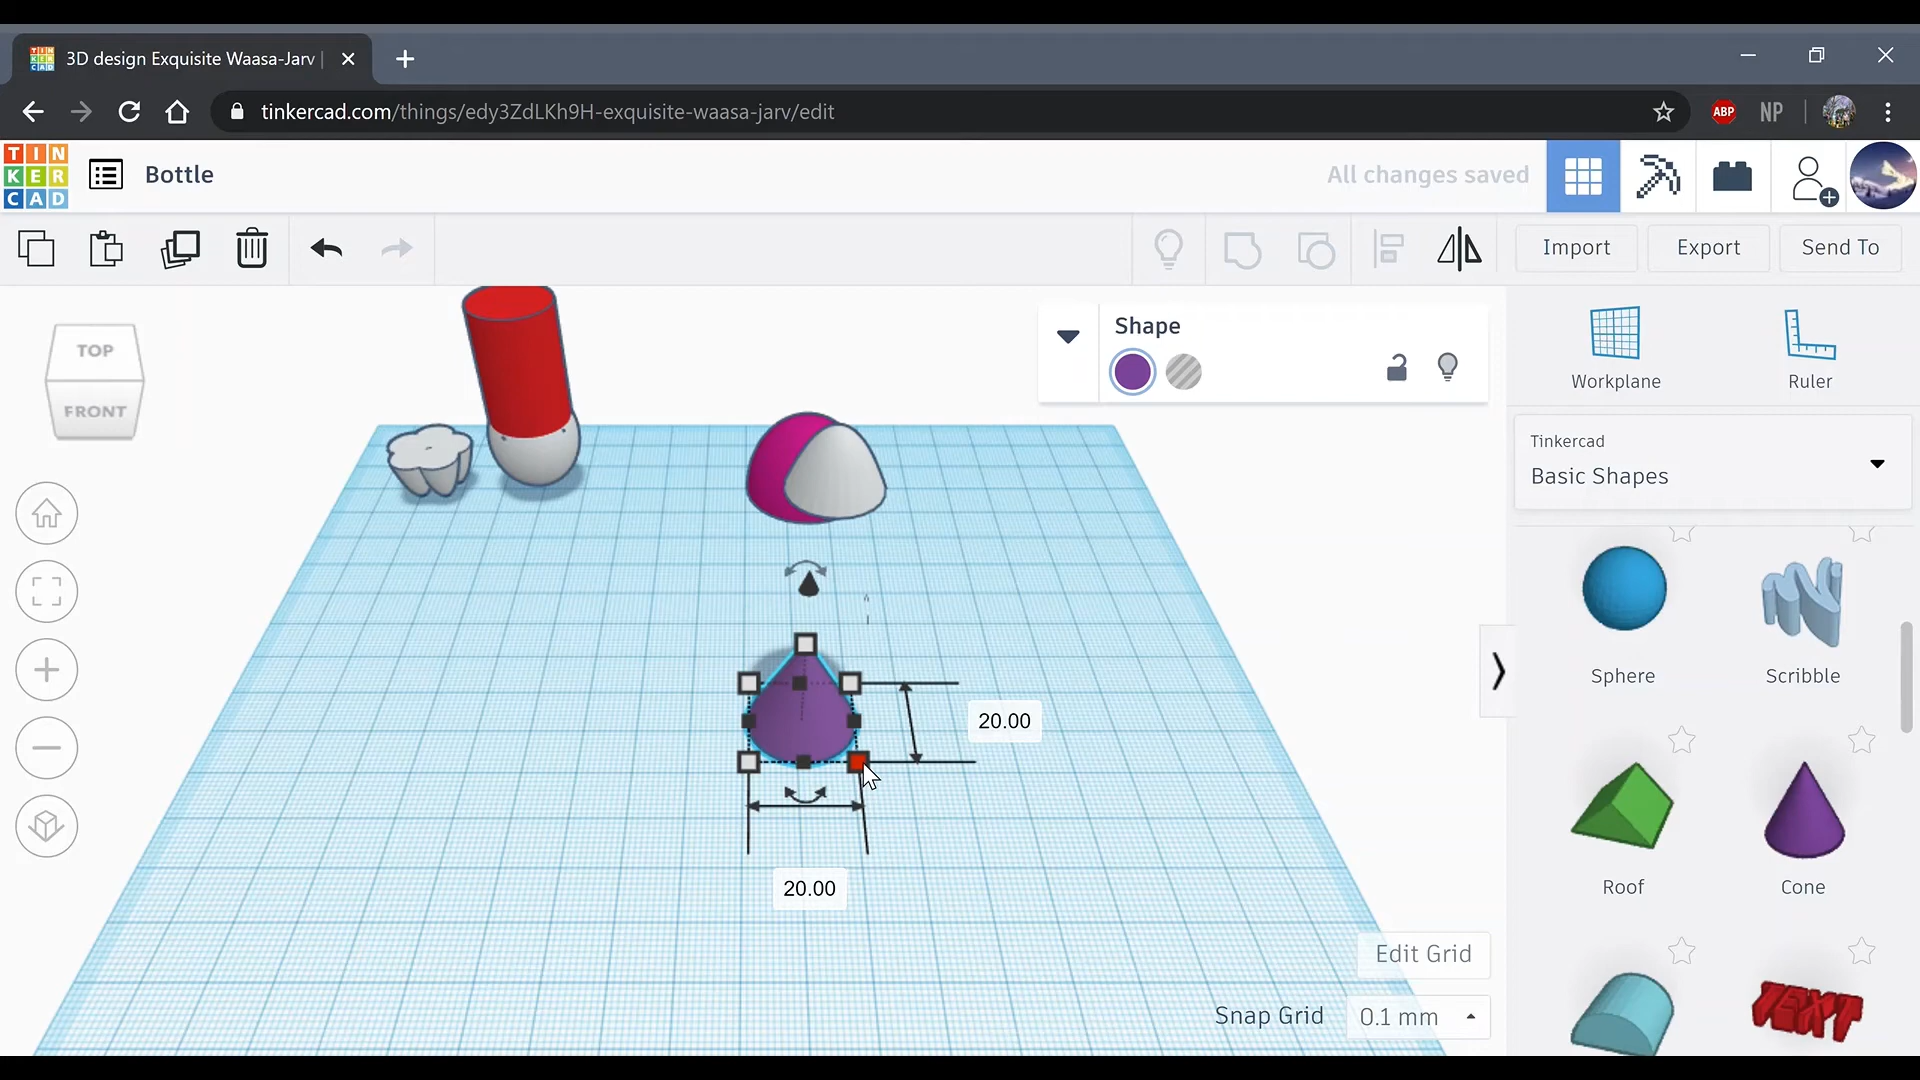 3D design Exquisite Waasa-Jarv |
tinkercad.com/things/edy3ZdLKh9H-exquisite-waasa-jarv/edit
ABP
NP
TIN
KER
CAD
Bottle
All changes saved
Import
Export
Send To
TOP
FRONT
Shape
Workplane
Ruler
Tinkercad
Basic Shapes
Sphere
Scribble
20.00
Roof
Cone
20.00
Edit Grid
Snap Grid
0.1 mm
TEXT